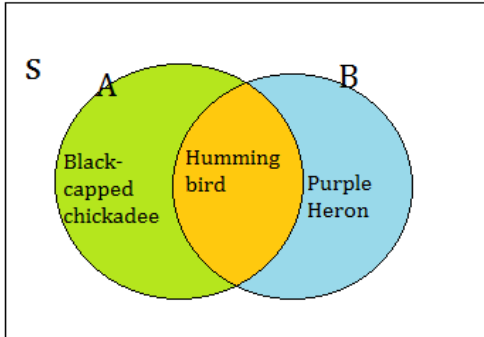 S
A
B
Black-
capped
chickadee
Humming
bird
Purple
Heron